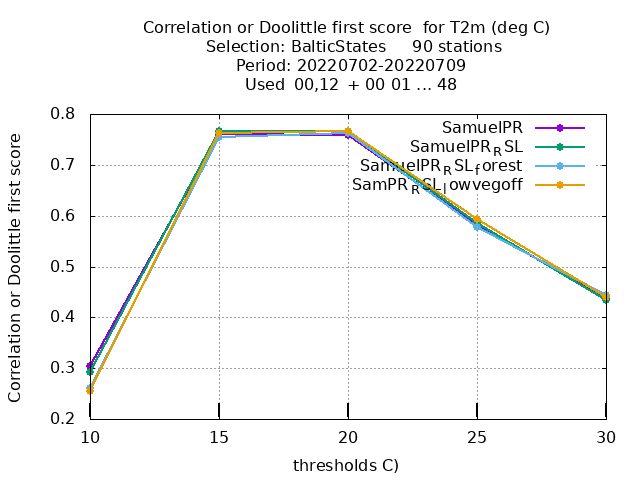 Correlation or Doolittle first score  for T2m (deg C)
Selection: BalticStates     90 stations
Period: 20220702-20220709
Used  00,12  + 00 01 ... 48
Correlation or Doolittle first score
0.8
0.7
0.6
0.5
0.4
0.3
0.2
SamuelPR
SamuelPR_RSL
SamuelPR_RSL_forest
SamPR_RSL_lowvegoff
10 15 20 25 30
thresholds C)